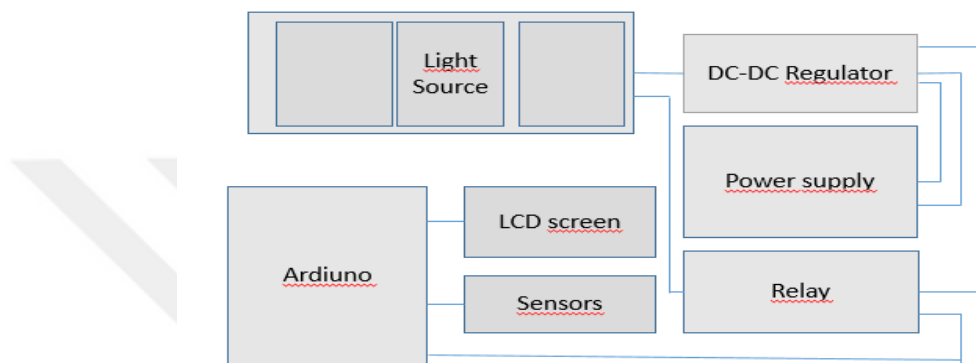 Light
Source
DC-DC Regulator
Power supply
LCD screen
Ardiuno
Sensors
Relay